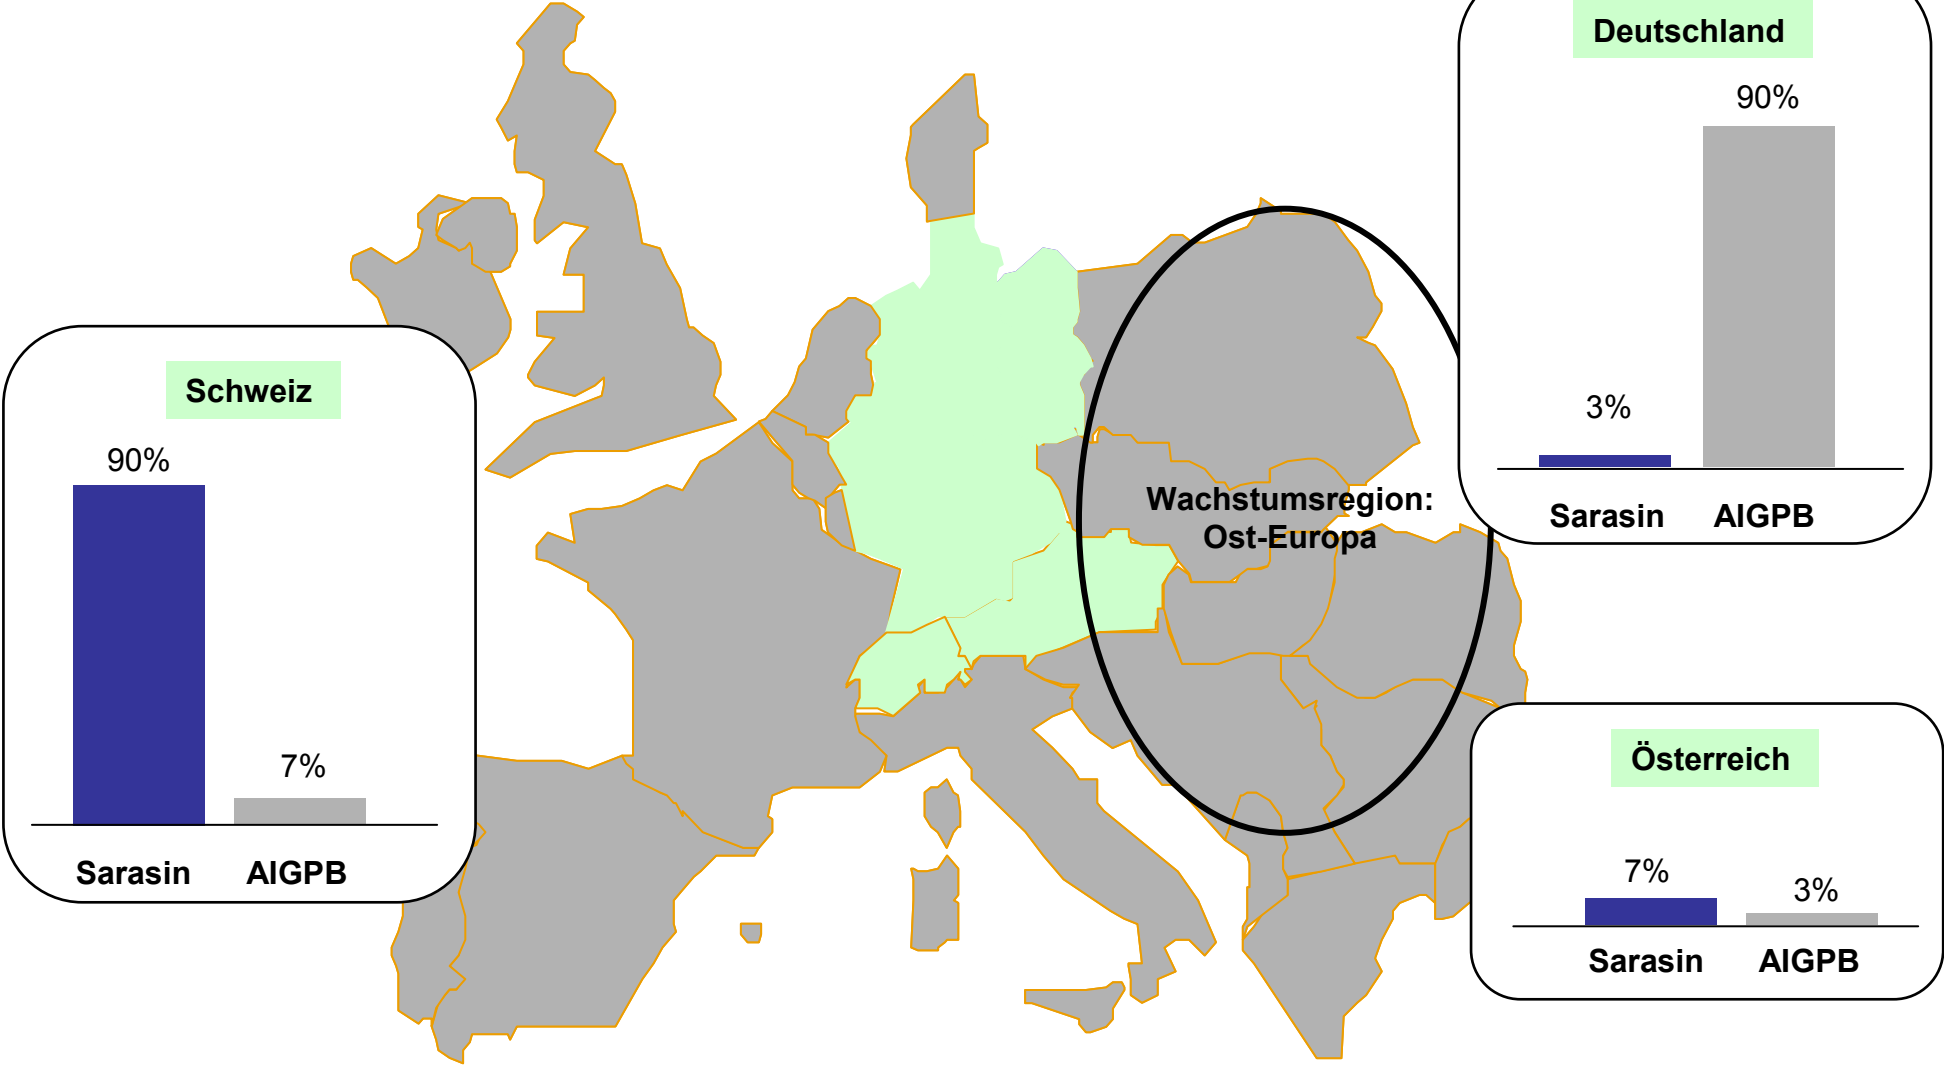 Deutschland
90%
3%
Sarasin AIGPB
Schweiz
90%
7%
Sarasin AIGPB
Wachstumsregion:
Ost-Europa
Österreich
7%
3%
Sarasin AIGPB